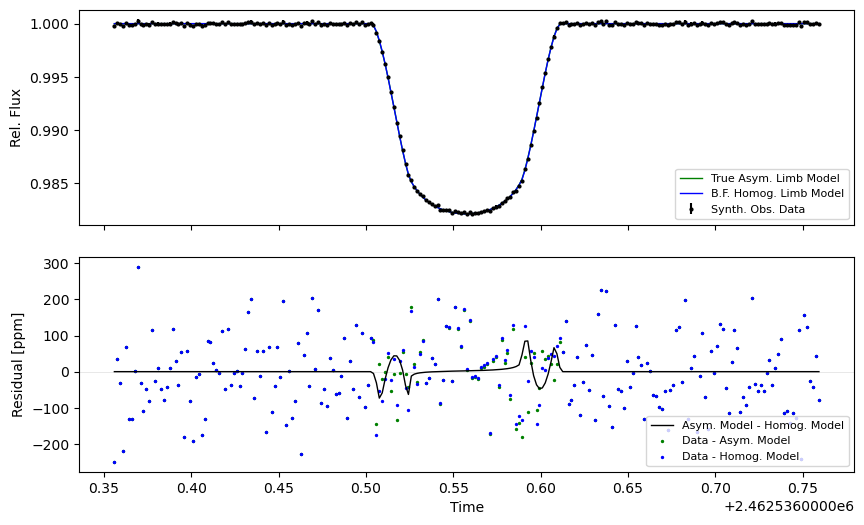 1.000
0.995
0.990
0.985
Rel. Flux
True Asym. Limb Model
B.F. Homog. Limb Model
Synth. Obs. Data
300
200
100
0
−100
−200
Residual [ppm]
Asym. Model - Homog. Model
Data - Asym. Model
Data - Homog. Model
0.35
0.40
0.45
0.50
0.55
0.60
0.65
0.70
0.75
Time
+2.4625360000e6